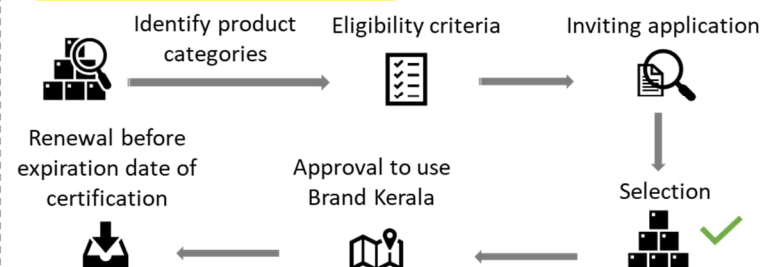 Identify product
categories
Eligibility criteria
Inviting application
Selection
Approval to use
Brand Kerala
Renewal before
expiration date of
certification